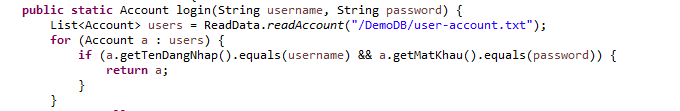 public static Account login(String username, String password) {
List<Account> users = ReadData.readAccount("/DemoDB/user-account.txt");
for (Account a : users) {
if (a.getTenDangNhap().equals(username) && a.getMatKhau().equals(password)) {
return a;
}
}